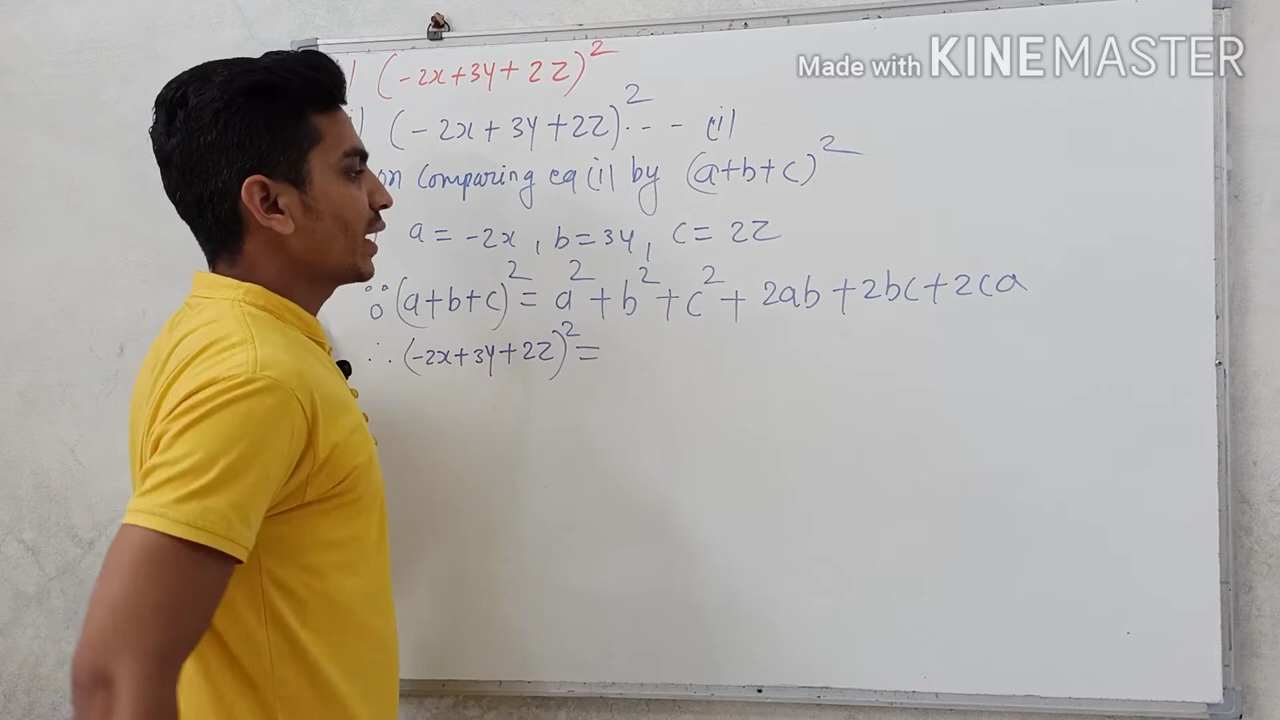 Made with KINEMASTER
(-2x+3y+2z)²
(-2x+3y+2z)² --- (i)
on comparing eq (i) by (a+b+c)²
a = -2x, b=3y, c= 2z
∵ (a+b+c)² = a² + b² + c² + 2ab + 2bc + 2ca
∴ (-2x+3y+2z)² =